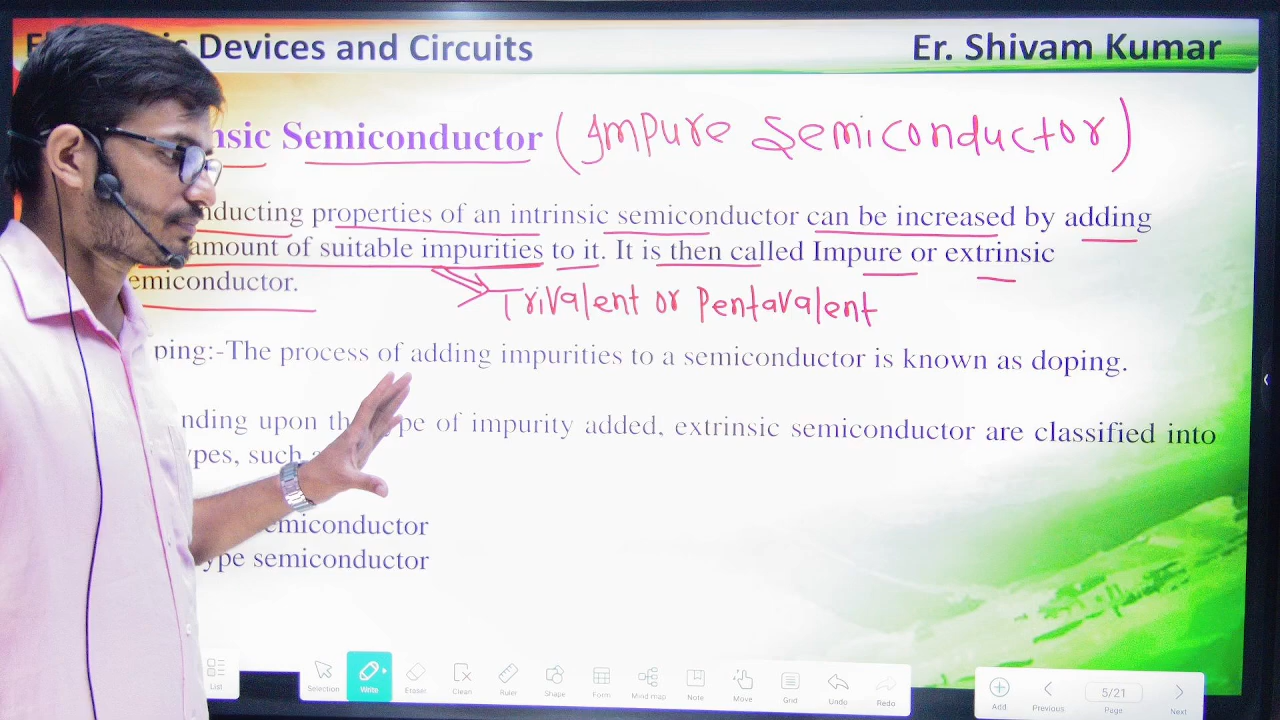 Devices and Circuits
Er. Shivam Kumar
Semiconductor (Impure Semiconductor)
properties of an intrinsic semiconductor can be increased by adding
amount of suitable impurities to it. It is then called Impure or extrinsic
emiconductor.
Trivalent or Pentavalent
ping:-The process of adding impurities to a semiconductor is known as doping.
nding upon th ype of impurity added, extrinsic semiconductor are classified into
ypes, such
emiconductor
ype semiconductor
List Selection Write Eraser Clean Ruler Shape Form Mind map Note Move Grid Undo Redo
Add Previous 5/21 Page Next